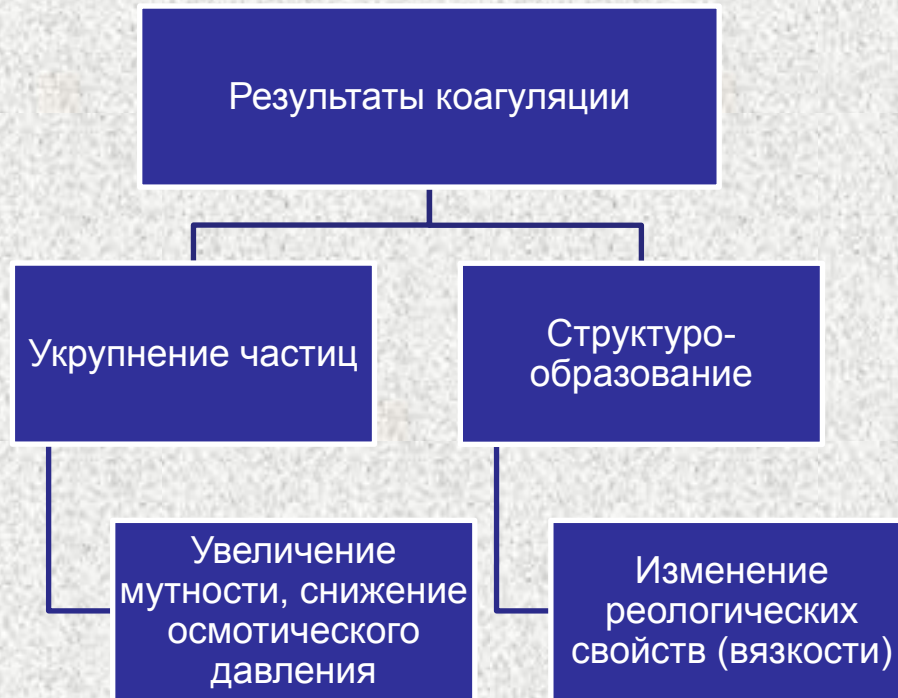 Результаты коагуляции
Укрупнение частиц
Структуро-
образование
Увеличение
мутности, снижение
осмотического
давления
Изменение
реологических
свойств (вязкости)